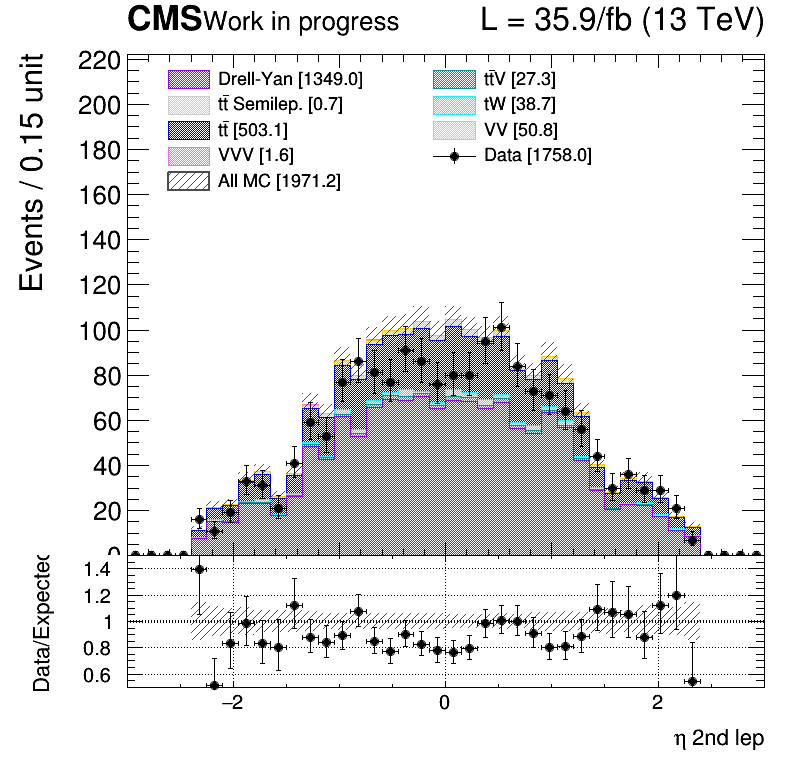 CMS Work in progress L = 35.9/fb (13 TeV)
Events / 0.15 unit
220
200
180
160
140
120
100
80
60
40
20
0
Drell-Yan [1349.0]
tt̄ Semilep. [0.7]
tt̄ [503.1]
VVV [1.6]
All MC [1971.2]
tt̄V [27.3]
tW [38.7]
VV [50.8]
Data [1758.0]
Data/Expected
1.4
1.2
1
0.8
0.6
−2 0 2
η 2nd lep